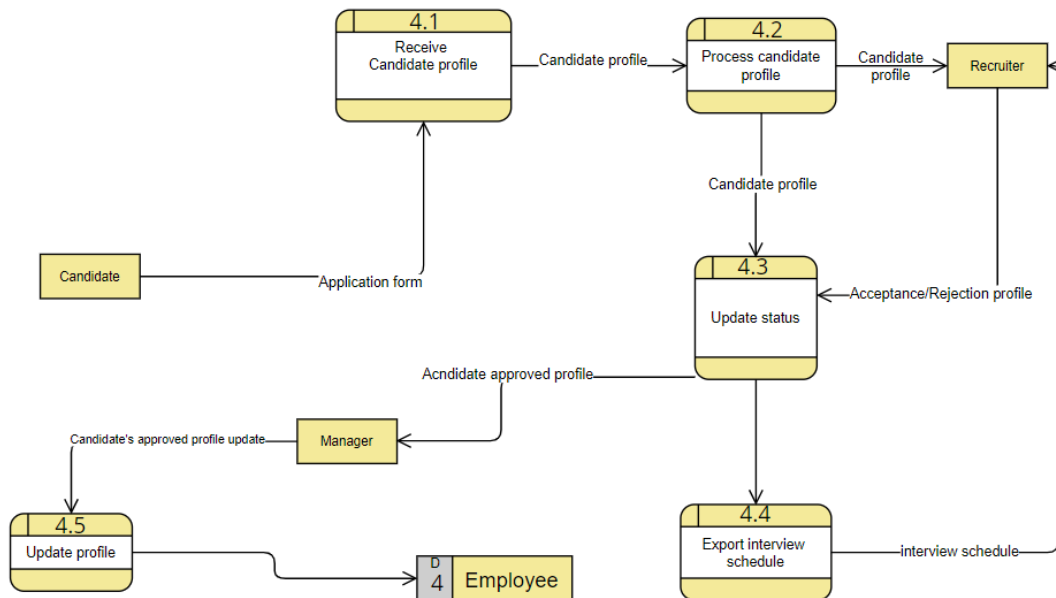 4.1
Receive
Candidate profile
Candidate profile
4.2
Process candidate
profile
Candidate
profile
Recruiter
Candidate profile
Candidate
Application form
4.3
Update status
Acceptance/Rejection profile
Acndidate approved profile
Candidate's approved profile update
Manager
4.5
Update profile
D
4
Employee
4.4
Export interview
schedule
interview schedule